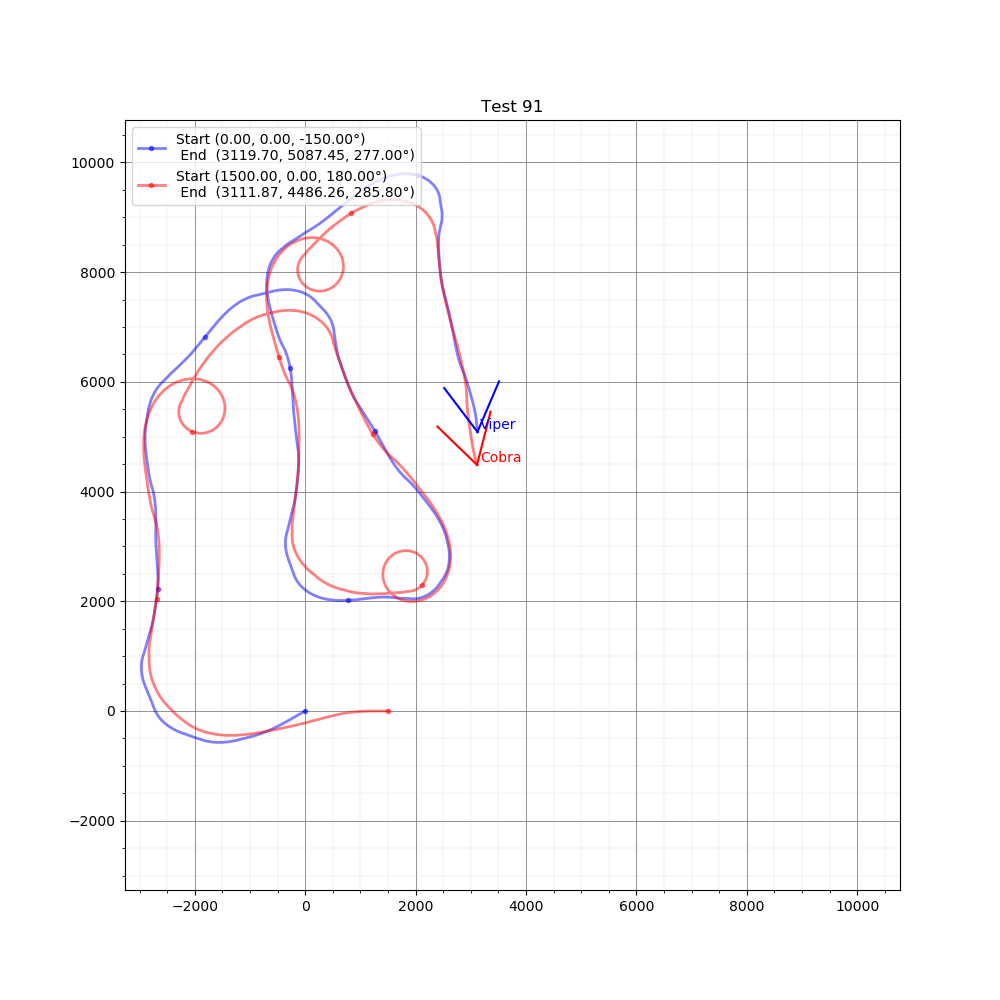 Test 91
Start (0.00, 0.00, -150.00°)
End (3119.70, 5087.45, 277.00°)
Start (1500.00, 0.00, 180.00°)
End (3111.87, 4486.26, 285.80°)
10000
8000
6000
4000
2000
0
−2000
Viper
Cobra
−2000 0 2000 4000 6000 8000 10000